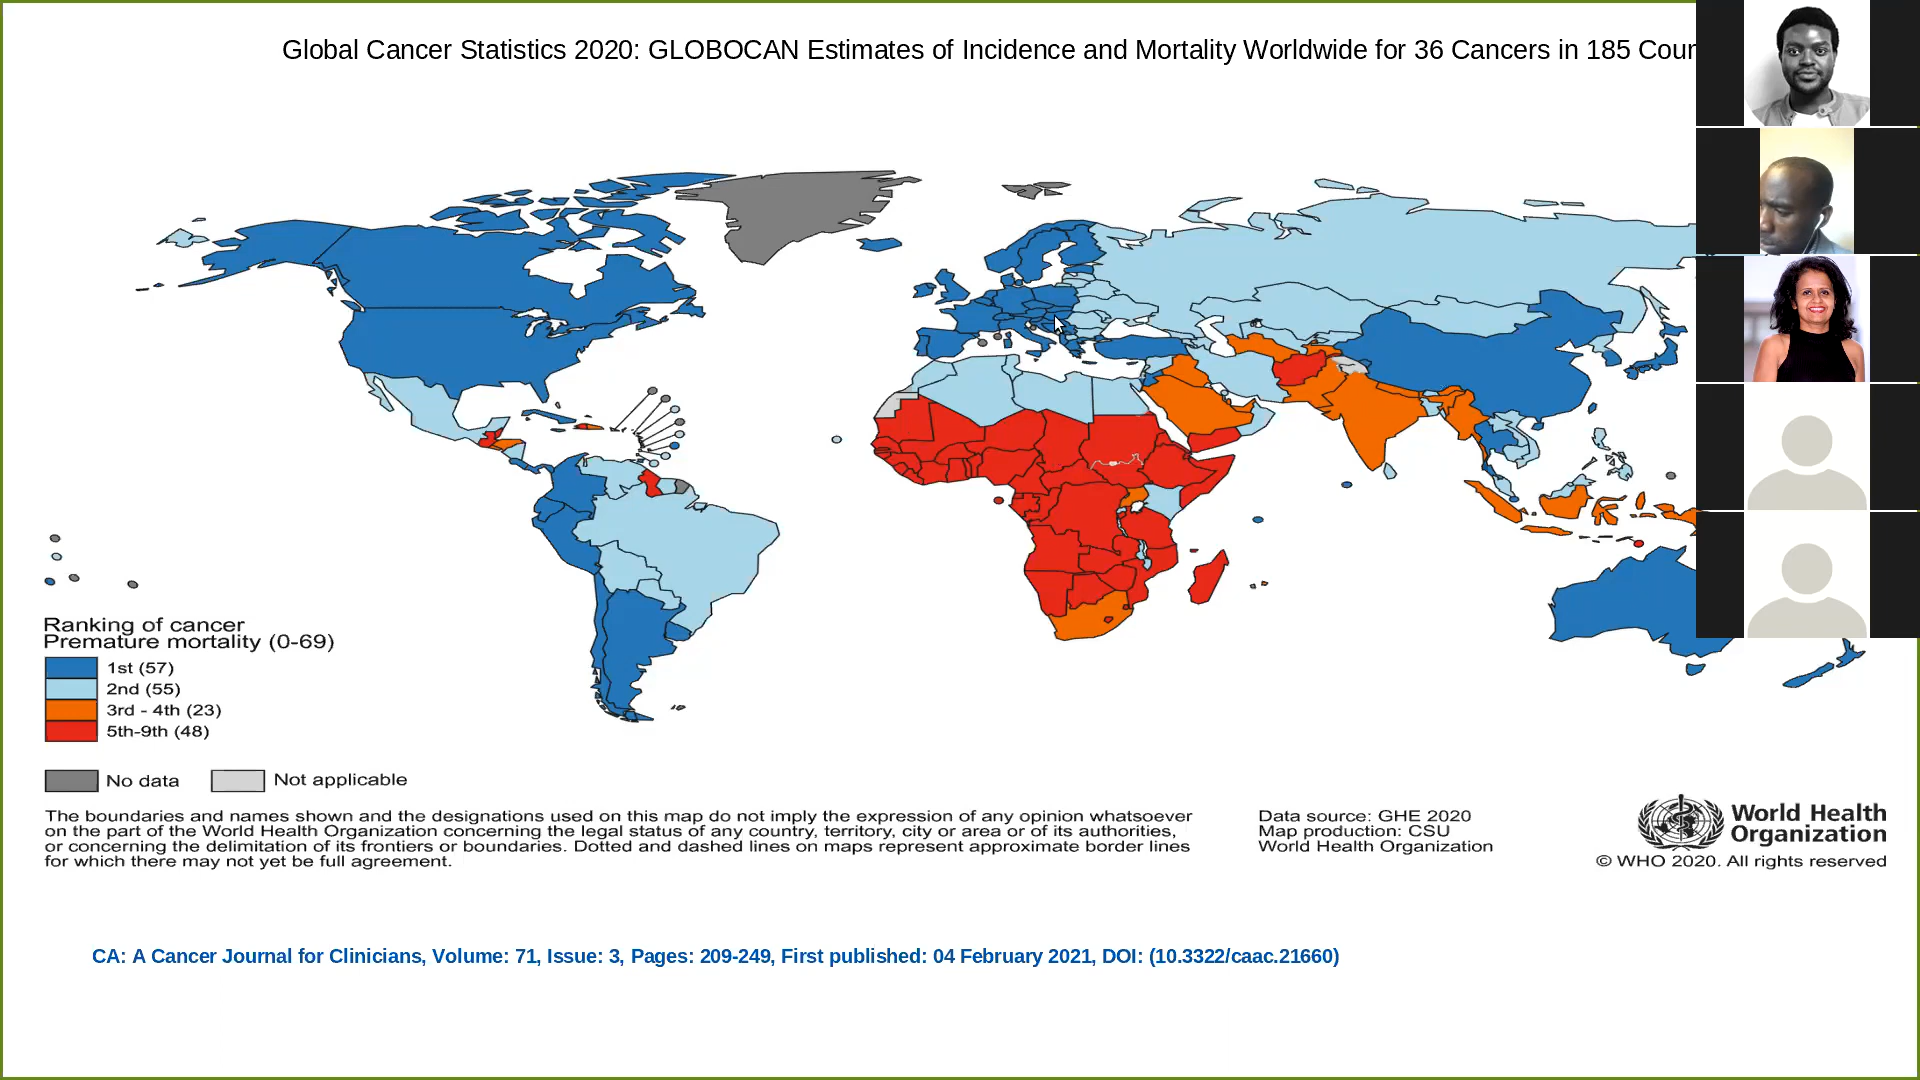 Global Cancer Statistics 2020: GLOBOCAN Estimates of Incidence and Mortality Worldwide for 36 Cancers in 185 Cour
Ranking of cancer
Premature mortality (0-69)
1st (57)
2nd (55)
3rd - 4th (23)
5th-9th (48)
No data
Not applicable
The boundaries and names shown and the designations used on this map do not imply the expression of any opinion whatsoever
on the part of the World Health Organization concerning the legal status of any country, territory, city or area or of its authorities,
or concerning the delimitation of its frontiers or boundaries. Dotted and dashed lines on maps represent approximate border lines
for which there may not yet be full agreement.
Data source: GHE 2020
Map production: CSU
World Health Organization
World Health
Organization
© WHO 2020. All rights reserved
CA: A Cancer Journal for Clinicians, Volume: 71, Issue: 3, Pages: 209-249, First published: 04 February 2021, DOI: (10.3322/caac.21660)